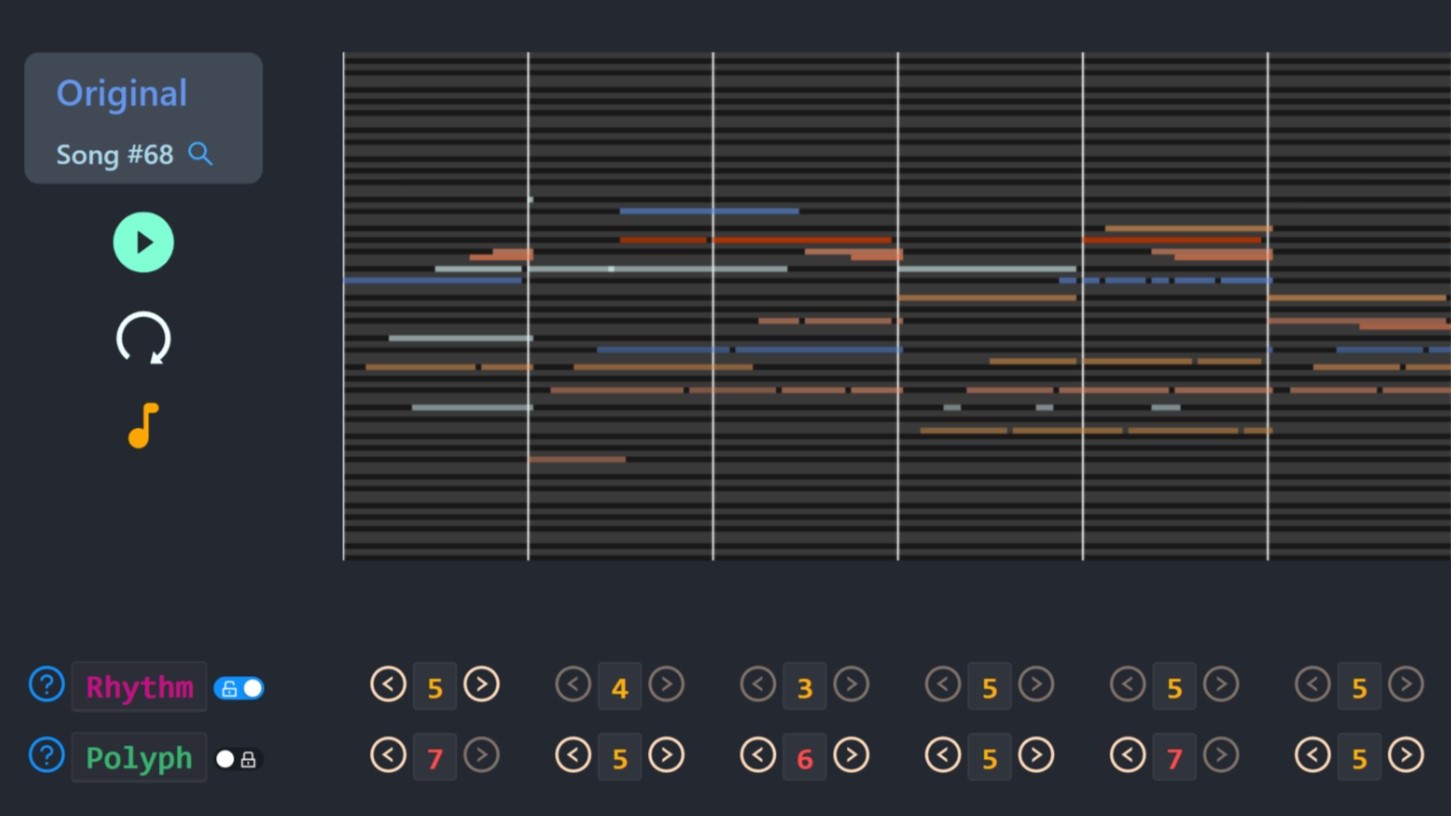 Original
Song #68
? Rhythm < 5 > < 4 > < 3 > < 5 > < 5 > < 5 >
? Polyph < 7 > < 5 > < 6 > < 5 > < 7 > < 5 >